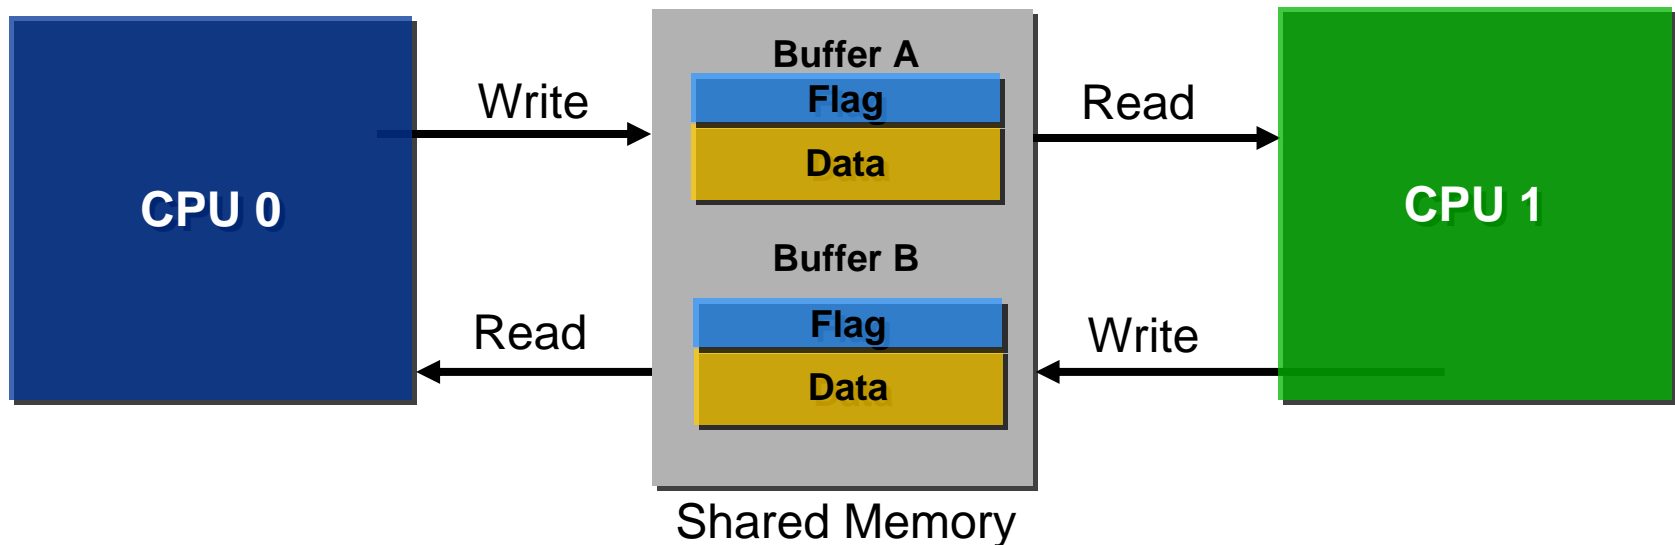 Buffer A
Write
Flag
Read
Data
CPU 0
CPU 1
Buffer B
Read
Flag
Write
Data
Shared Memory